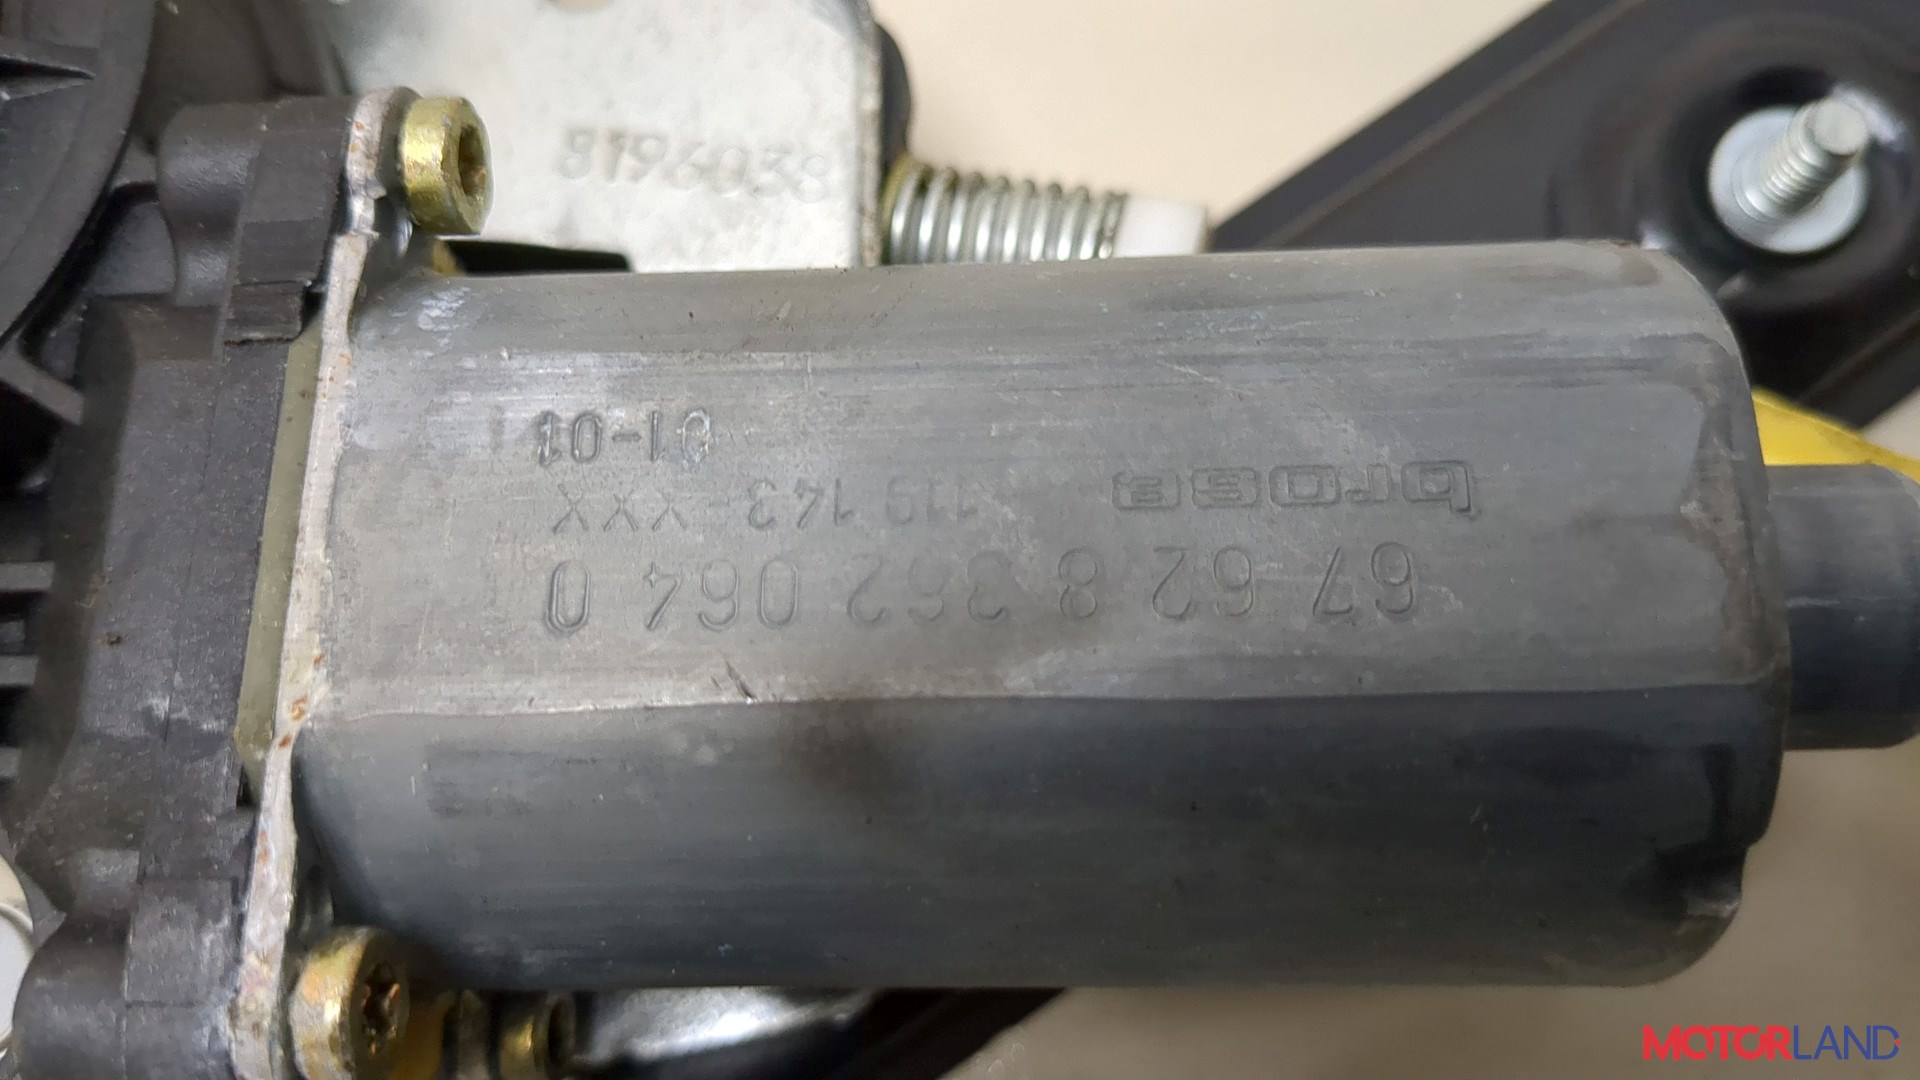 8196038
67 62 8 362 064 0
brose 119 143-XXX
01-01
MOTORLAND